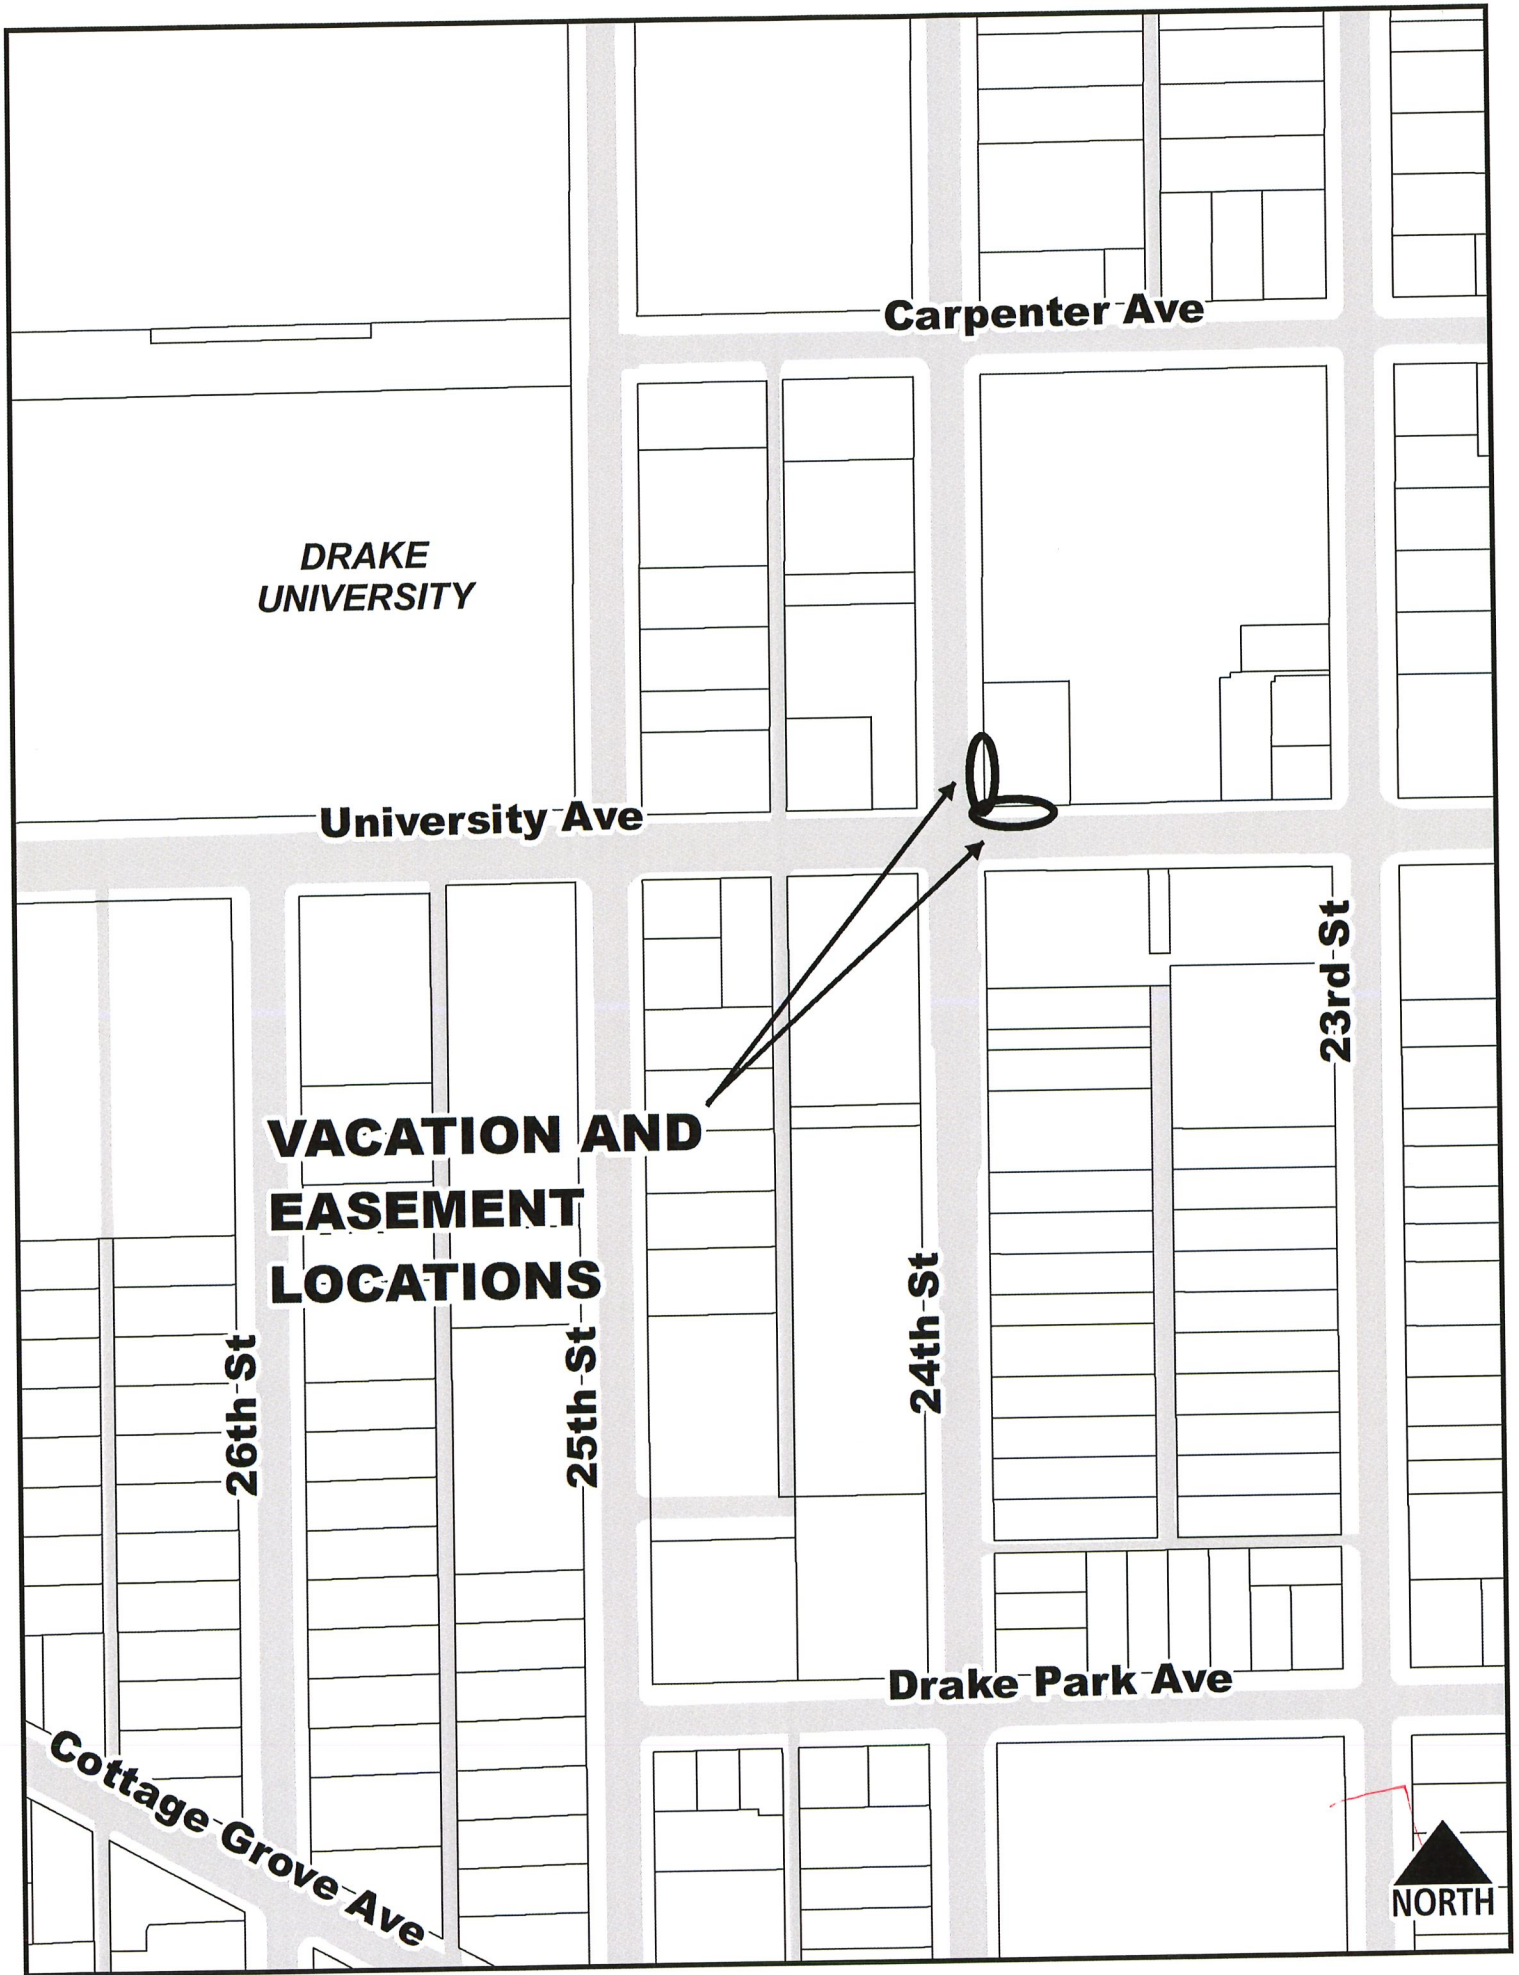 Carpenter Ave
DRAKE
UNIVERSITY
University Ave
23rd St
VACATION AND
EASEMENT
LOCATIONS
24th St
25th St
26th St
Drake Park Ave
Cottage Grove Ave
NORTH